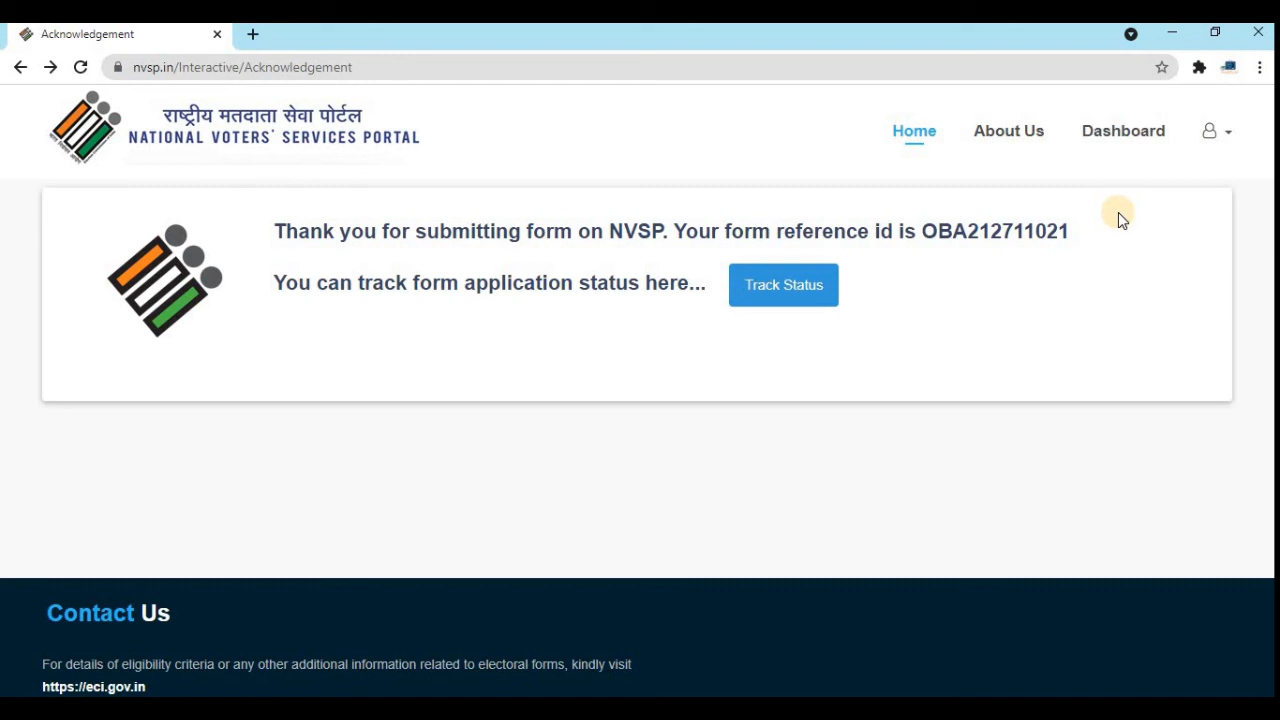 Acknowledgement
nvsp.in/Interactive/Acknowledgement
राष्ट्रीय मतदाता सेवा पोर्टल
NATIONAL VOTERS' SERVICES PORTAL
Home About Us Dashboard
Thank you for submitting form on NVSP. Your form reference id is OBA212711021
You can track form application status here... Track Status
Contact Us
For details of eligibility criteria or any other additional information related to electoral forms, kindly visit
https://eci.gov.in